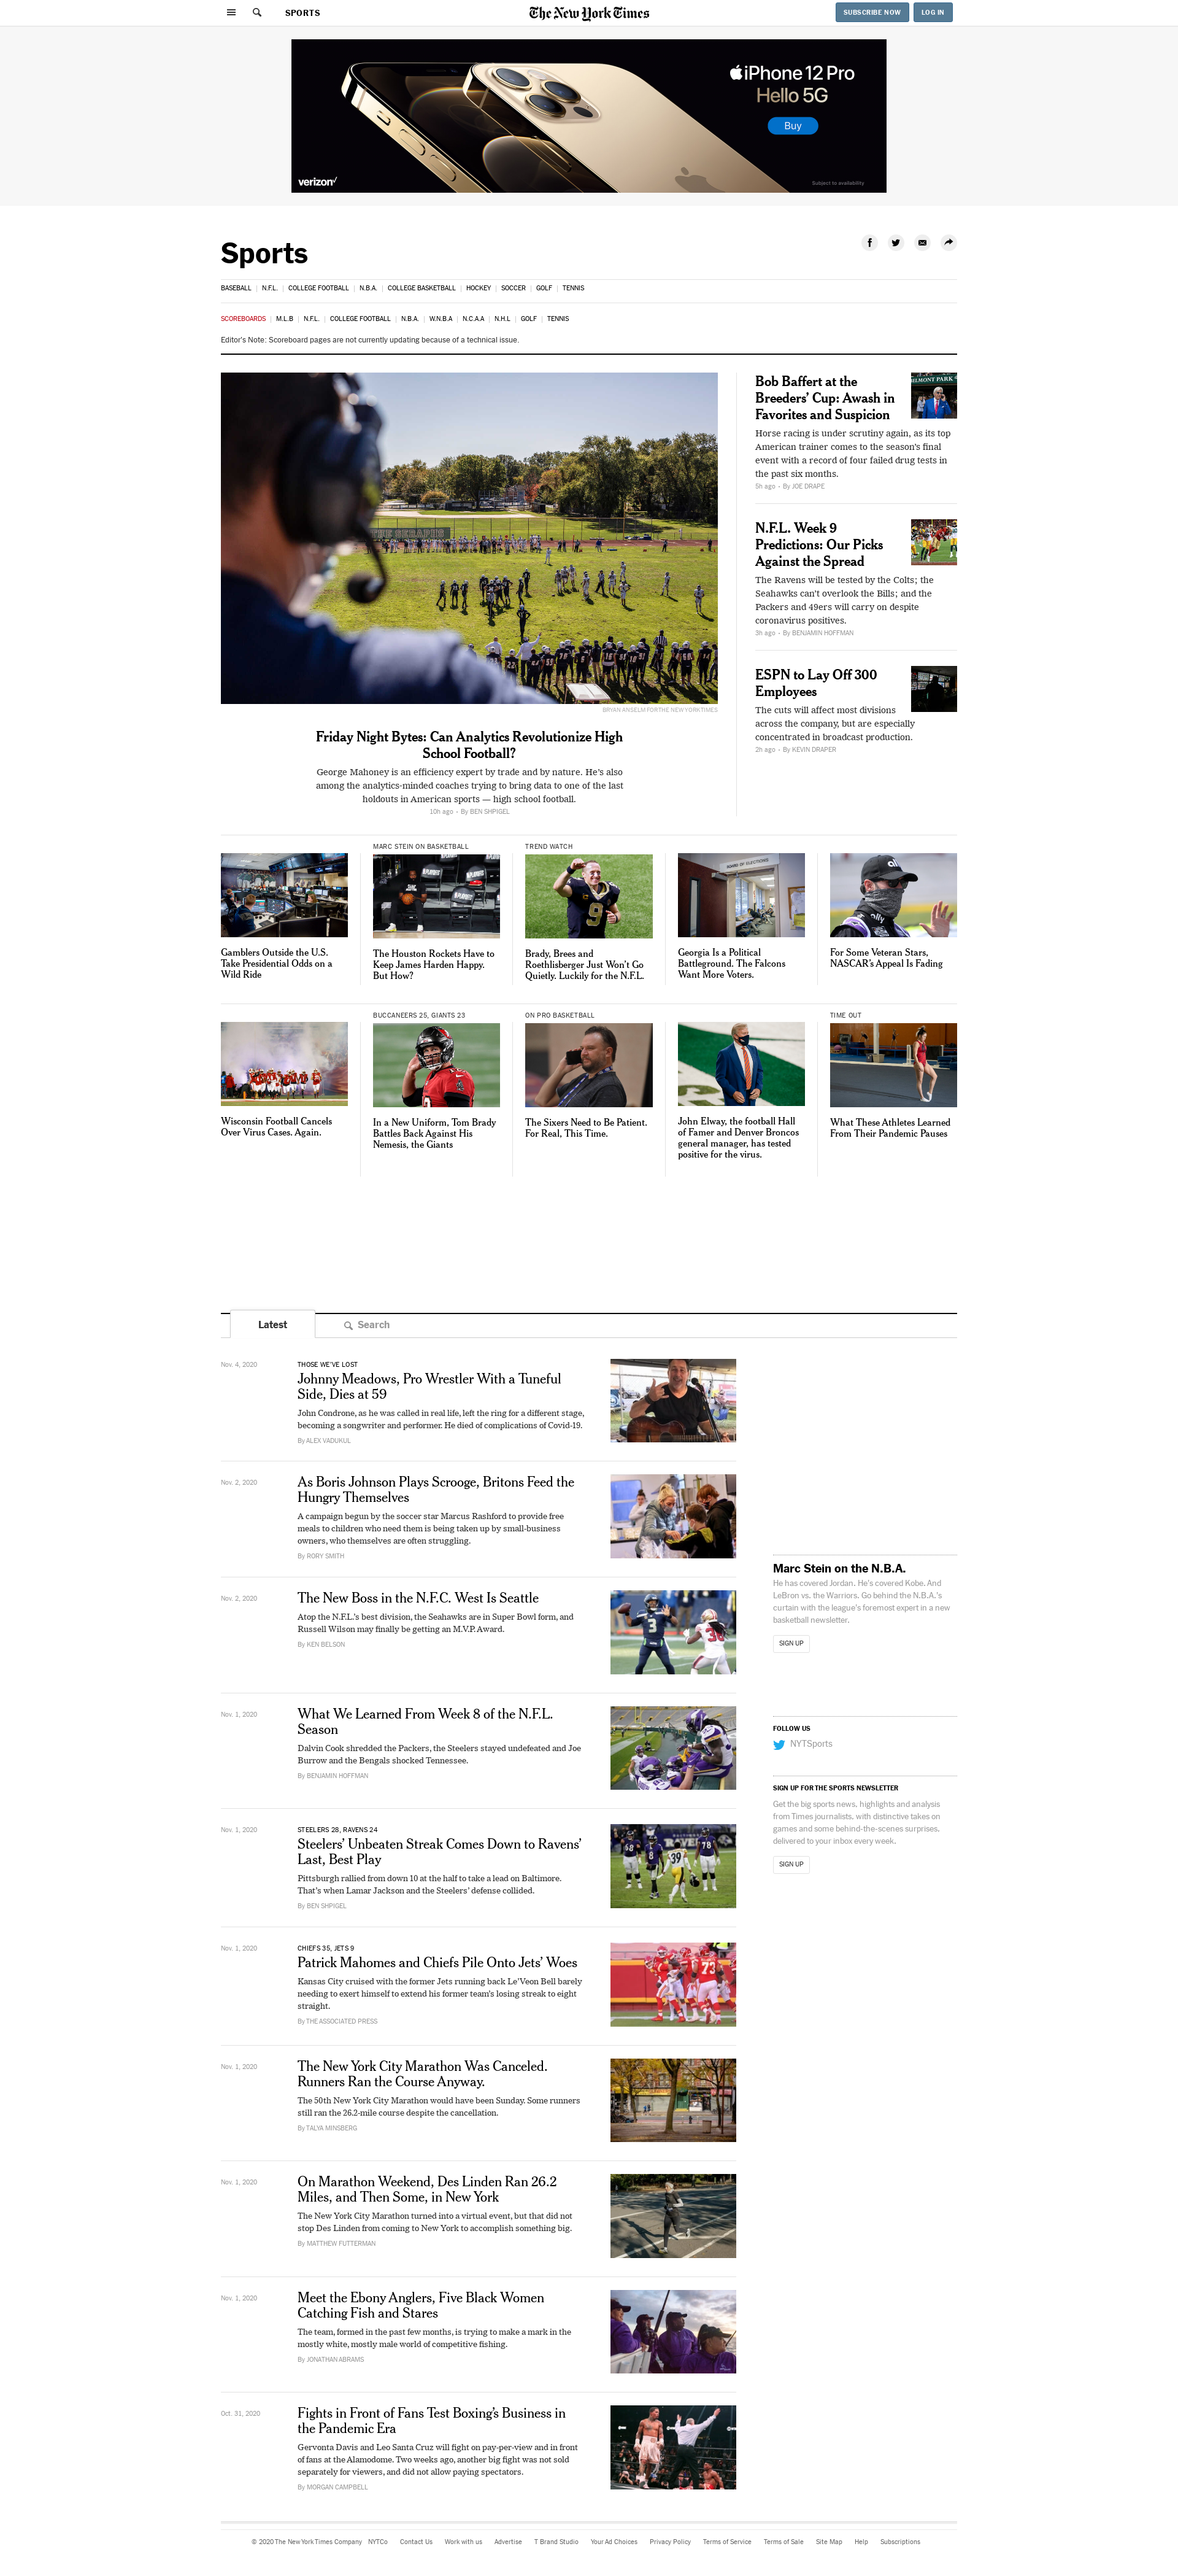 SPORTS
The New York Times
SUBSCRIBE NOW
LOG IN
iPhone 12 Pro
Hello 5G
Buy
verizon
Subject to availability
Sports
BASEBALL | N.F.L. | COLLEGE FOOTBALL | N.B.A. | COLLEGE BASKETBALL | HOCKEY | SOCCER | GOLF | TENNIS
SCOREBOARDS | M.L.B | N.F.L. | COLLEGE FOOTBALL | N.B.A. | W.N.B.A | N.C.A.A | N.H.L | GOLF | TENNIS
Editor's Note: Scoreboard pages are not currently updating because of a technical issue.
THE SERAPHS
BRYAN ANSELM FOR THE NEW YORK TIMES
Friday Night Bytes: Can Analytics Revolutionize High
School Football?
George Mahoney is an efficiency expert by trade and by nature. He's also
among the analytics-minded coaches trying to bring data to one of the last
holdouts in American sports — high school football.
10h ago • By BEN SHPIGEL
Bob Baffert at the
Breeders' Cup: Awash in
Favorites and Suspicion
Horse racing is under scrutiny again, as its top
American trainer comes to the season's final
event with a record of four failed drug tests in
the past six months.
5h ago • By JOE DRAPE
ELMONT PARK
N.F.L. Week 9
Predictions: Our Picks
Against the Spread
The Ravens will be tested by the Colts; the
Seahawks can't overlook the Bills; and the
Packers and 49ers will carry on despite
coronavirus positives.
3h ago • By BENJAMIN HOFFMAN
ESPN to Lay Off 300
Employees
The cuts will affect most divisions
across the company, but are especially
concentrated in broadcast production.
2h ago • By KEVIN DRAPER
Gamblers Outside the U.S.
Take Presidential Odds on a
Wild Ride
MARC STEIN ON BASKETBALL
The Houston Rockets Have to
Keep James Harden Happy.
But How?
TREND WATCH
9
Brady, Brees and
Roethlisberger Just Won't Go
Quietly. Luckily for the N.F.L.
BOARD OF ELECTIONS
Georgia Is a Political
Battleground. The Falcons
Want More Voters.
ally
For Some Veteran Stars,
NASCAR's Appeal Is Fading
Wisconsin Football Cancels
Over Virus Cases. Again.
BUCCANEERS 25, GIANTS 23
In a New Uniform, Tom Brady
Battles Back Against His
Nemesis, the Giants
ON PRO BASKETBALL
The Sixers Need to Be Patient.
For Real, This Time.
John Elway, the football Hall
of Famer and Denver Broncos
general manager, has tested
positive for the virus.
TIME OUT
What These Athletes Learned
From Their Pandemic Pauses
Latest
Search
Nov. 4, 2020
THOSE WE'VE LOST
Johnny Meadows, Pro Wrestler With a Tuneful
Side, Dies at 59
John Condrone, as he was called in real life, left the ring for a different stage,
becoming a songwriter and performer. He died of complications of Covid-19.
By ALEX VADUKUL
Nov. 2, 2020
As Boris Johnson Plays Scrooge, Britons Feed the
Hungry Themselves
A campaign begun by the soccer star Marcus Rashford to provide free
meals to children who need them is being taken up by small-business
owners, who themselves are often struggling.
By RORY SMITH
Nov. 2, 2020
The New Boss in the N.F.C. West Is Seattle
Atop the N.F.L.'s best division, the Seahawks are in Super Bowl form, and
Russell Wilson may finally be getting an M.V.P. Award.
By KEN BELSON
3
Nov. 1, 2020
What We Learned From Week 8 of the N.F.L.
Season
Dalvin Cook shredded the Packers, the Steelers stayed undefeated and Joe
Burrow and the Bengals shocked Tennessee.
By BENJAMIN HOFFMAN
Nov. 1, 2020
STEELERS 28, RAVENS 24
Steelers' Unbeaten Streak Comes Down to Ravens'
Last, Best Play
Pittsburgh rallied from down 10 at the half to take a lead on Baltimore.
That's when Lamar Jackson and the Steelers' defense collided.
By BEN SHPIGEL
8
39
78
Nov. 1, 2020
CHIEFS 35, JETS 9
Patrick Mahomes and Chiefs Pile Onto Jets' Woes
Kansas City cruised with the former Jets running back Le'Veon Bell barely
needing to exert himself to extend his former team's losing streak to eight
straight.
By THE ASSOCIATED PRESS
73
Nov. 1, 2020
The New York City Marathon Was Canceled.
Runners Ran the Course Anyway.
The 50th New York City Marathon would have been Sunday. Some runners
still ran the 26.2-mile course despite the cancellation.
By TALYA MINSBERG
Nov. 1, 2020
On Marathon Weekend, Des Linden Ran 26.2
Miles, and Then Some, in New York
The New York City Marathon turned into a virtual event, but that did not
stop Des Linden from coming to New York to accomplish something big.
By MATTHEW FUTTERMAN
Nov. 1, 2020
Meet the Ebony Anglers, Five Black Women
Catching Fish and Stares
The team, formed in the past few months, is trying to make a mark in the
mostly white, mostly male world of competitive fishing.
By JONATHAN ABRAMS
Oct. 31, 2020
Fights in Front of Fans Test Boxing's Business in
the Pandemic Era
Gervonta Davis and Leo Santa Cruz will fight on pay-per-view and in front
of fans at the Alamodome. Two weeks ago, another big fight was not sold
separately for viewers, and did not allow paying spectators.
By MORGAN CAMPBELL
Marc Stein on the N.B.A.
He has covered Jordan. He's covered Kobe. And
LeBron vs. the Warriors. Go behind the N.B.A.'s
curtain with the league's foremost expert in a new
basketball newsletter.
SIGN UP
FOLLOW US
NYTSports
SIGN UP FOR THE SPORTS NEWSLETTER
Get the big sports news, highlights and analysis
from Times journalists, with distinctive takes on
games and some behind-the-scenes surprises,
delivered to your inbox every week.
SIGN UP
© 2020 The New York Times Company NYTCo Contact Us Work with us Advertise T Brand Studio Your Ad Choices Privacy Policy Terms of Service Terms of Sale Site Map Help Subscriptions